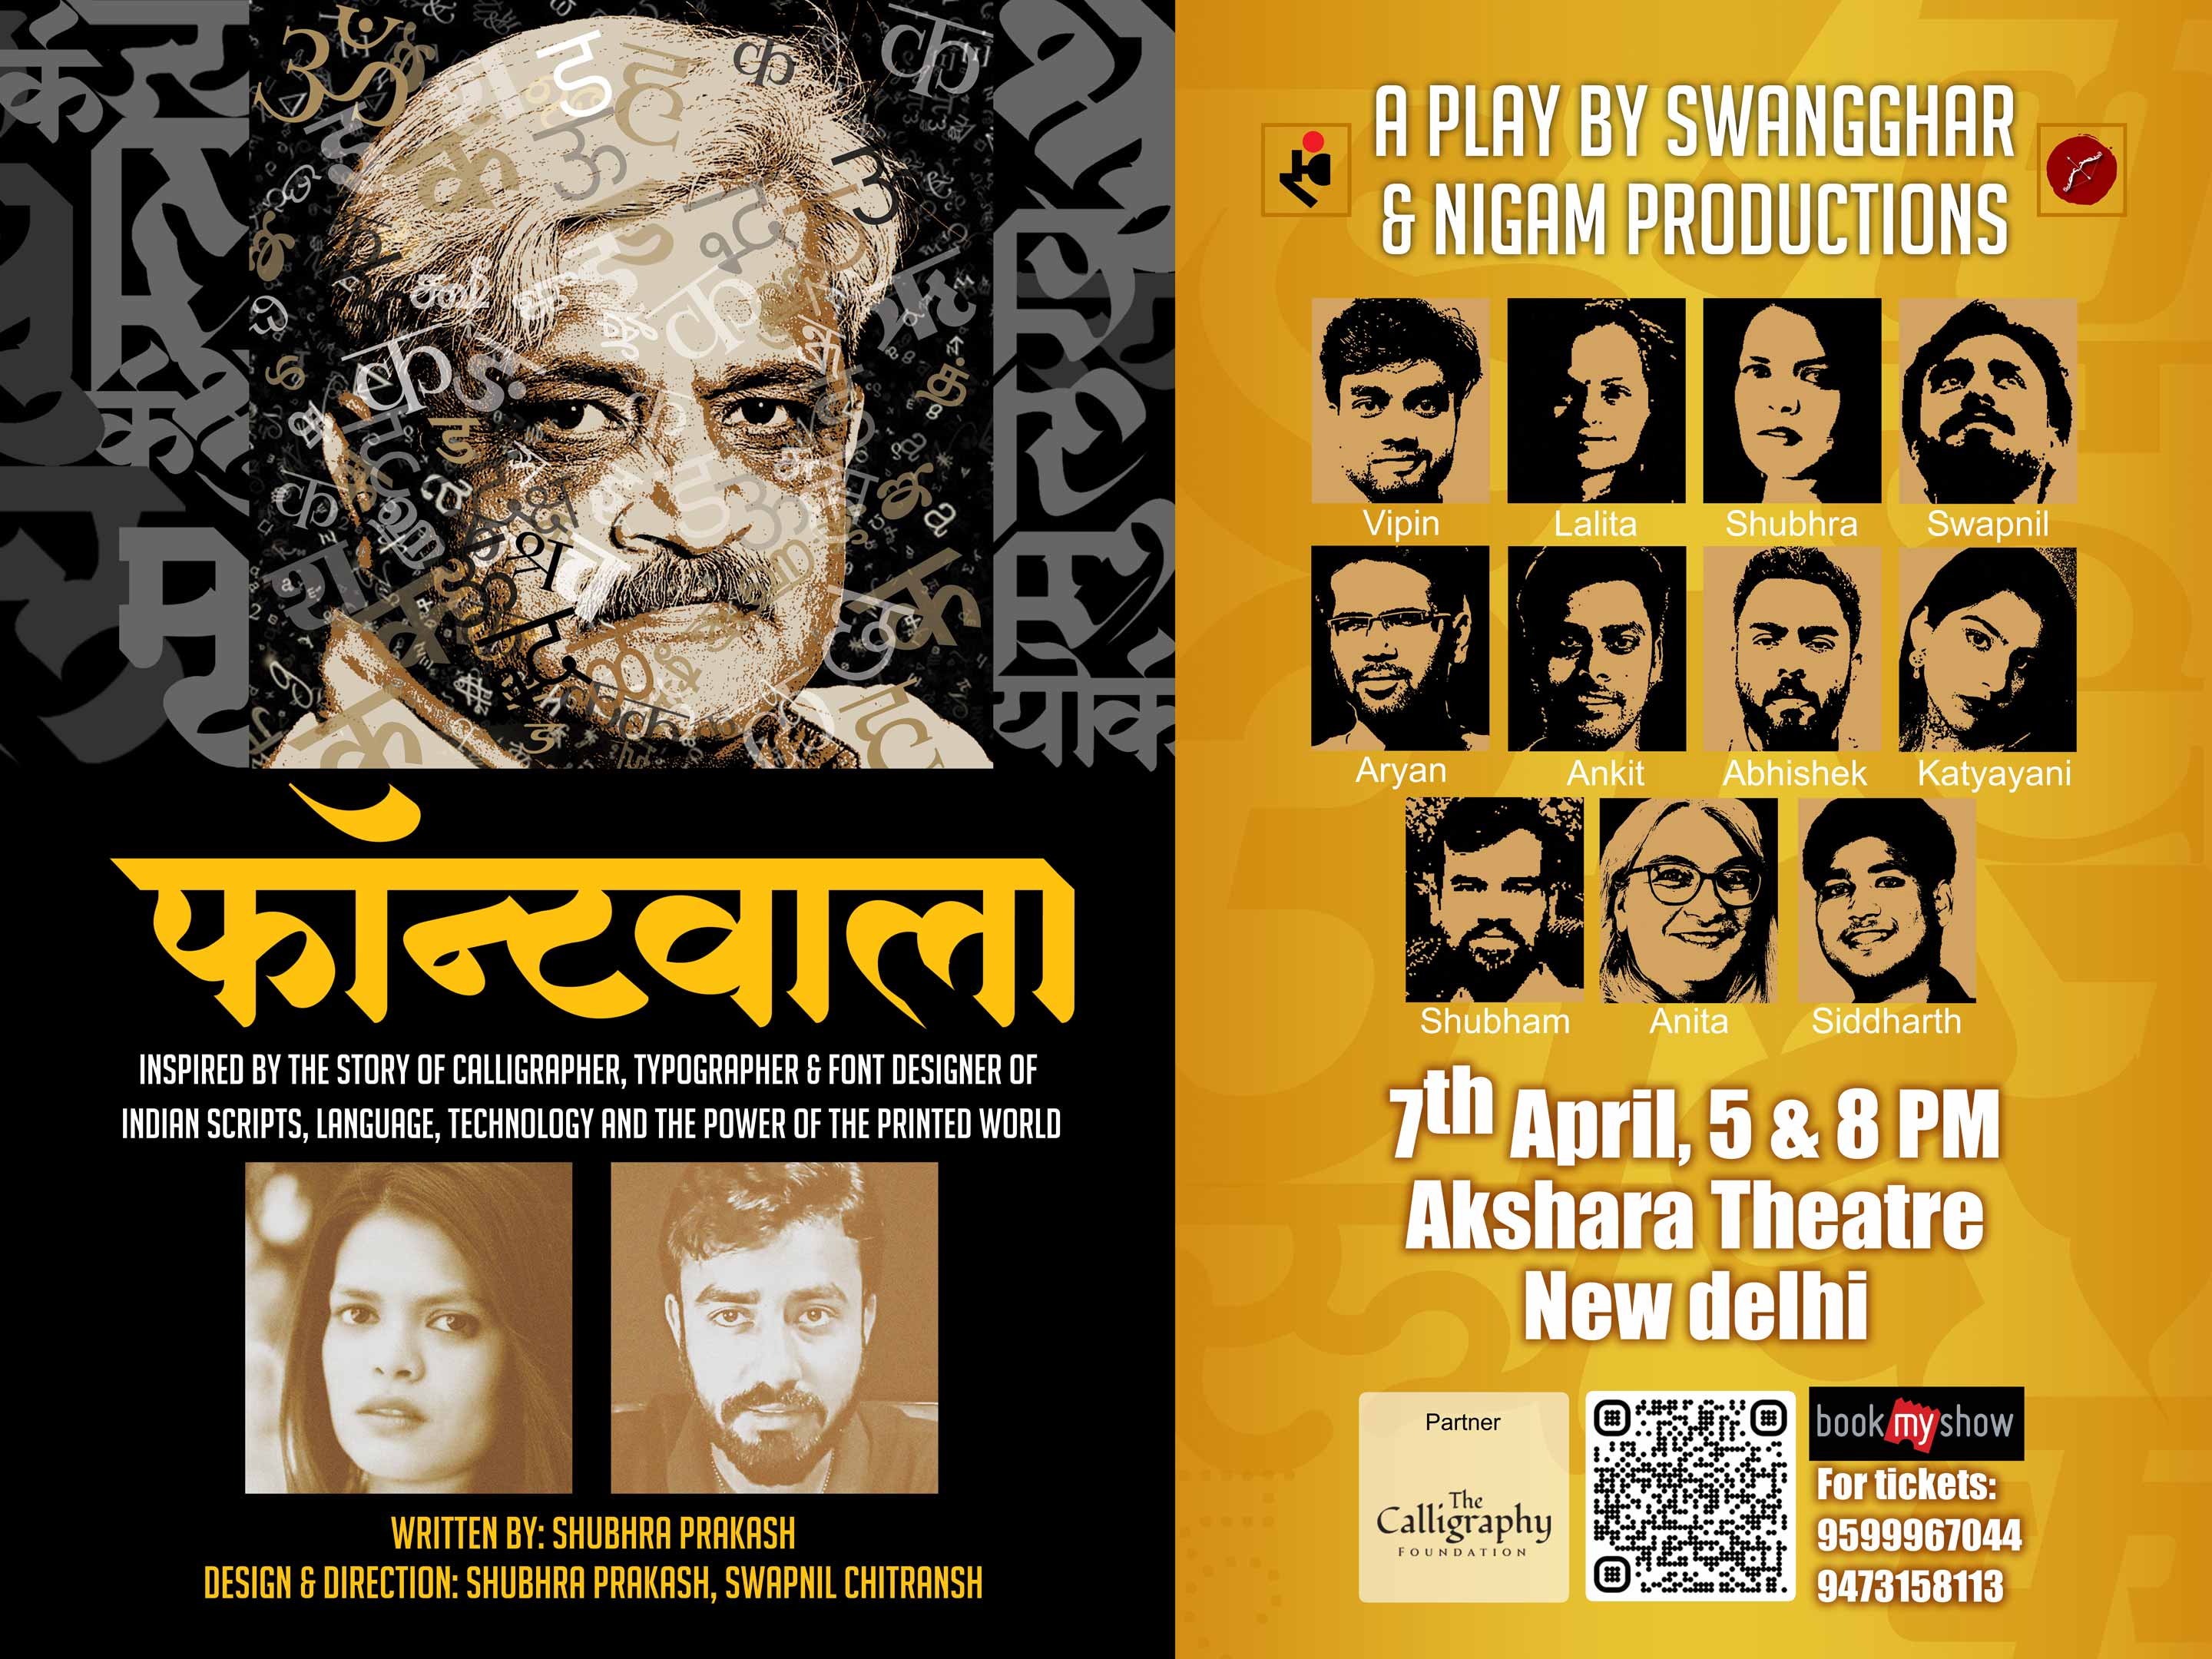 फॉन्टवाला
INSPIRED BY THE STORY OF CALLIGRAPHER, TYPOGRAPHER & FONT DESIGNER OF
INDIAN SCRIPTS, LANGUAGE, TECHNOLOGY AND THE POWER OF THE PRINTED WORLD
WRITTEN BY: SHUBHRA PRAKASH
DESIGN & DIRECTION: SHUBHRA PRAKASH, SWAPNIL CHITRANSH
A PLAY BY SWANGGHAR
& NIGAM PRODUCTIONS
Vipin Lalita Shubhra Swapnil
Aryan Ankit Abhishek Katyayani
Shubham Anita Siddharth
7th April, 5 & 8 PM
Akshara Theatre
New delhi
Partner
The
Calligraphy
FOUNDATION
bookmyshow
For tickets:
9599967044
9473158113